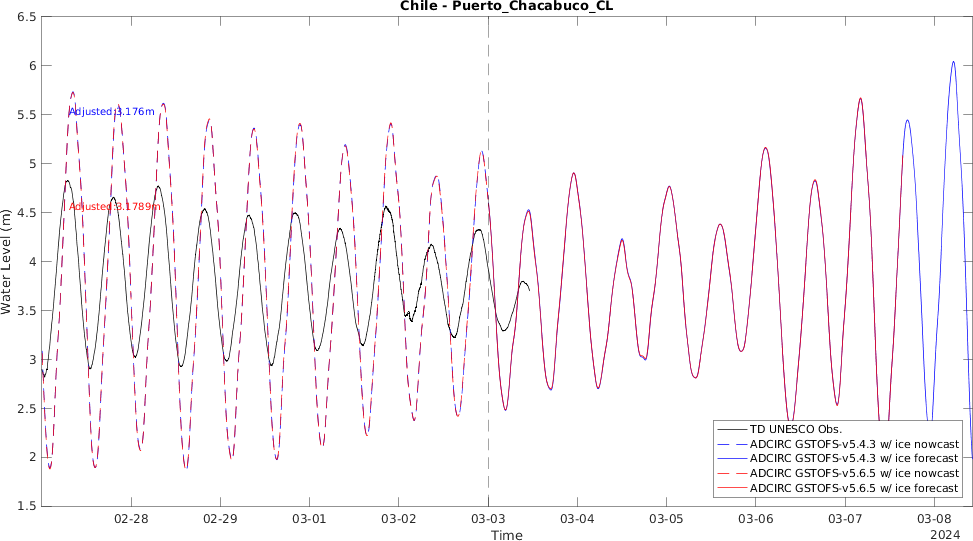 Chile - Puerto_Chacabuco_CL
6.5
6
5.5
5
4.5
4
3.5
3
2.5
2
1.5
Water Level (m)
Adjusted:3.176m
Adjusted:3.1789m
TD UNESCO Obs.
ADCIRC GSTOFS-v5.4.3 w/ ice nowcast
ADCIRC GSTOFS-v5.4.3 w/ ice forecast
ADCIRC GSTOFS-v5.6.5 w/ ice nowcast
ADCIRC GSTOFS-v5.6.5 w/ ice forecast
02-28 02-29 03-01 03-02 03-03 03-04 03-05 03-06 03-07 03-08
Time
2024